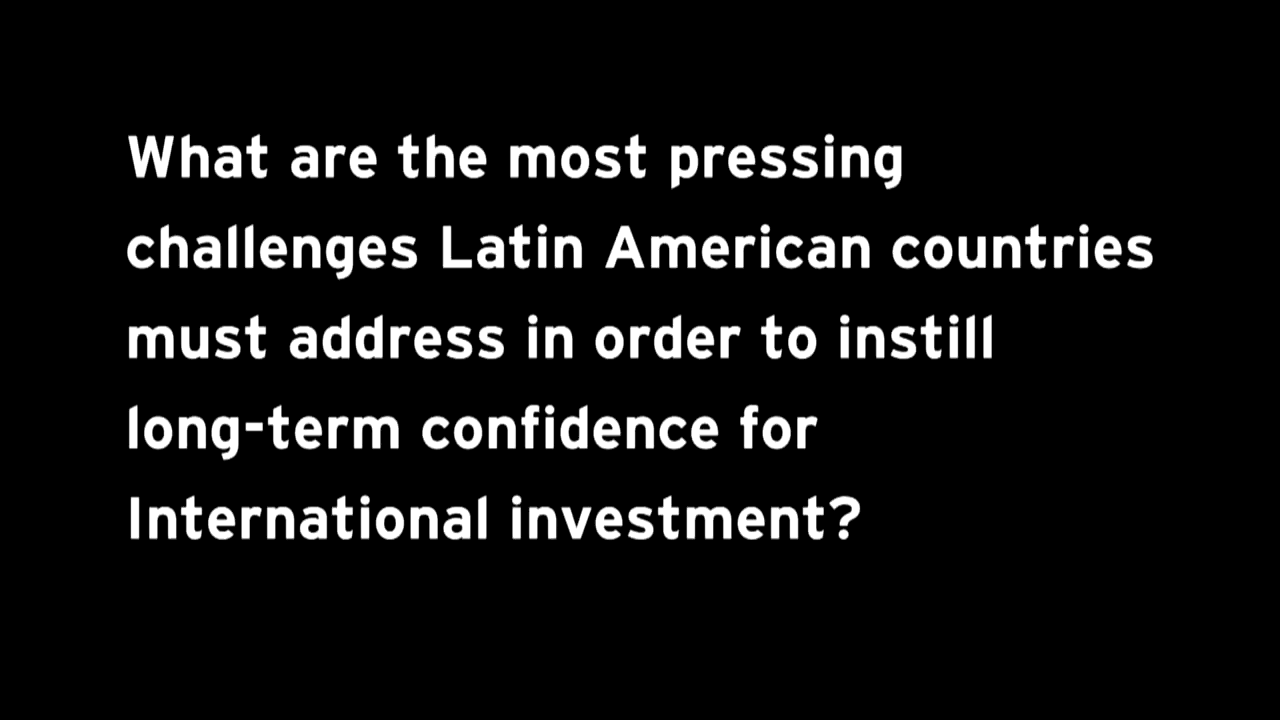 What are the most pressing
challenges Latin American countries
must address in order to instill
long-term confidence for
International investment?